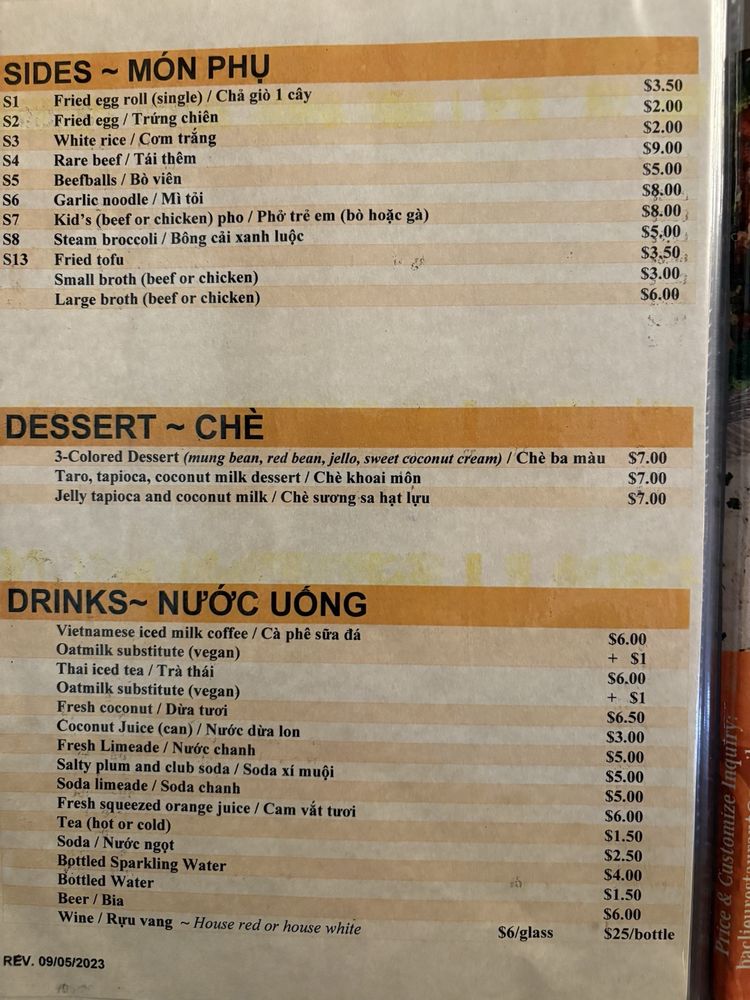 SIDES ~ MÓN PHỤ
S1 Fried egg roll (single) / Chả giò 1 cây $3.50
S2 Fried egg / Trứng chiên $2.00
S3 White rice / Cơm trắng $2.00
S4 Rare beef / Tái thêm $9.00
S5 Beefballs / Bò viên $5.00
S6 Garlic noodle / Mì tỏi $8.00
S7 Kid's (beef or chicken) pho / Phở trẻ em (bò hoặc gà) $8.00
S8 Steam broccoli / Bông cải xanh luộc $5.00
S13 Fried tofu $3.50
Small broth (beef or chicken) $3.00
Large broth (beef or chicken) $6.00
DESSERT ~ CHÈ
3-Colored Dessert (mung bean, red bean, jello, sweet coconut cream) / Chè ba màu $7.00
Taro, tapioca, coconut milk dessert / Chè khoai môn $7.00
Jelly tapioca and coconut milk / Chè sương sa hạt lựu $7.00
DRINKS~ NƯỚC UỐNG
Vietnamese iced milk coffee / Cà phê sữa đá $6.00
Oatmilk substitute (vegan) + $1
Thai iced tea / Trà thái $6.00
Oatmilk substitute (vegan) + $1
Fresh coconut / Dừa tươi $6.50
Coconut Juice (can) / Nước dừa lon $3.00
Fresh Limeade / Nước chanh $5.00
Salty plum and club soda / Soda xí muội $5.00
Soda limeade / Soda chanh $5.00
Fresh squeezed orange juice / Cam vắt tươi $6.00
Tea (hot or cold) $1.50
Soda / Nước ngọt $2.50
Bottled Sparkling Water $4.00
Bottled Water $1.50
Beer / Bia $6.00
Wine / Rựu vang ~ House red or house white $6/glass $25/bottle
REV. 09/05/2023
Price & Customize Inquiry: